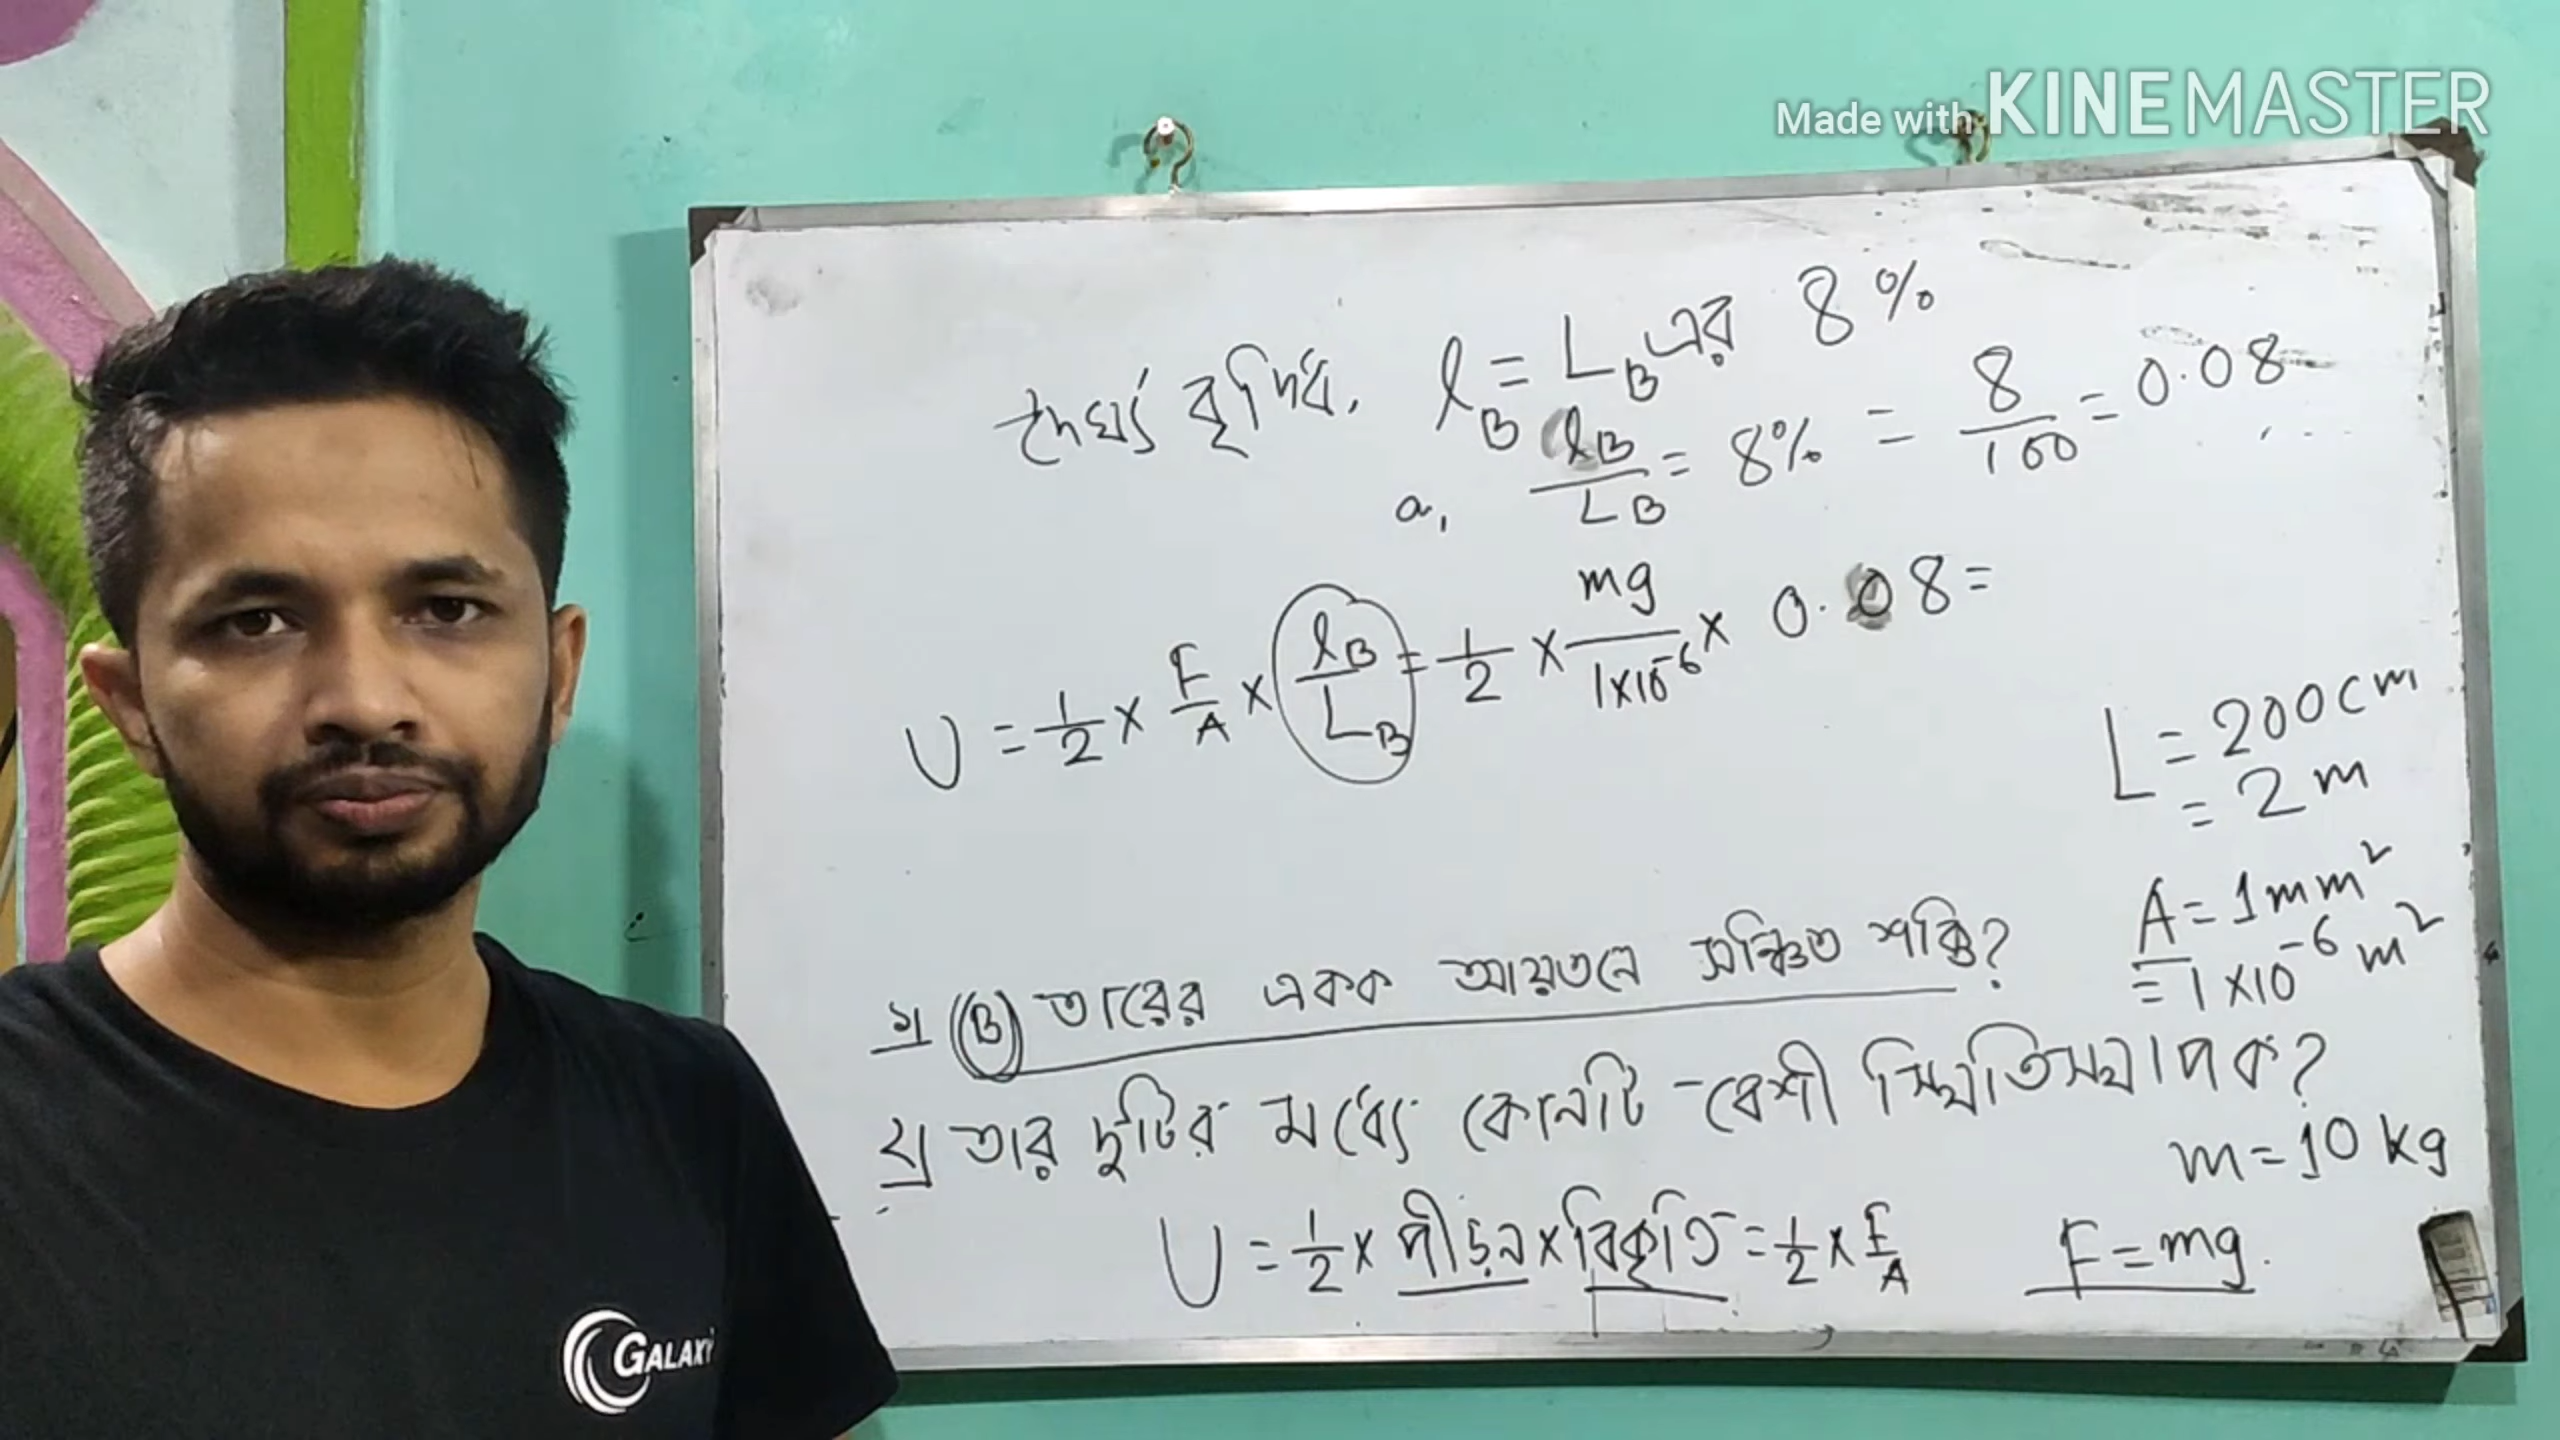 Made with KINEMASTER
দৈর্ঘ্য বৃদ্ধি, l_B = L_B এর 8%
a, l_B/L_B = 8% = 8/100 = 0.08
U = 1/2 × F/A × l_B/L_B = 1/2 × mg/1×10^-6 × 0.08 =
L = 200cm
= 2m
A = 1mm²
= 1×10^-6 m²
গ (B) তারের একক আয়তনে সঞ্চিত শক্তি?
ঘ তার দুটির মধ্যে কোনটি বেশী স্থিতিস্থাপক?
m = 10 kg
U = 1/2 × পীড়ন × বিকৃতি = 1/2 × F/A
F = mg.
GALAXY